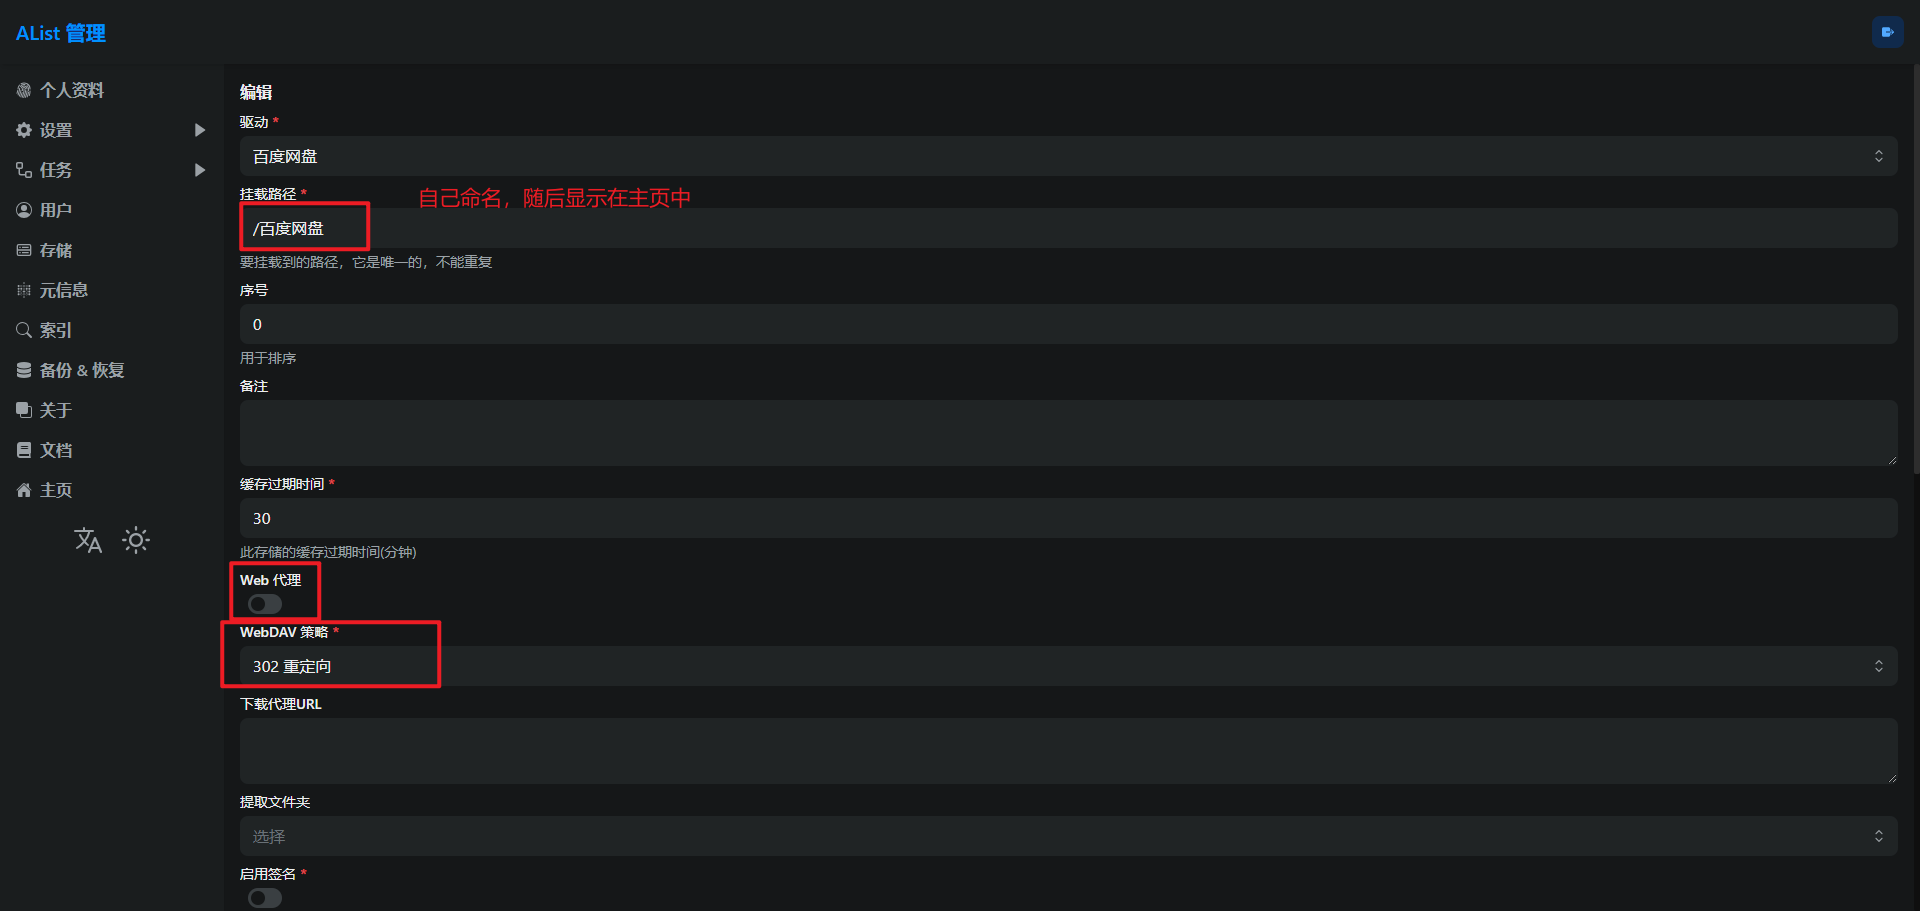 AList 管理
个人资料
设置
任务
用户
存储
元信息
索引
备份 & 恢复
关于
文档
主页
编辑
驱动 *
百度网盘
挂载路径 *
自己命名，随后显示在主页中
/百度网盘
要挂载到的路径，它是唯一的，不能重复
序号
0
用于排序
备注
缓存过期时间 *
30
此存储的缓存过期时间(分钟)
Web 代理
WebDAV 策略 *
302 重定向
下载代理URL
提取文件夹
选择
启用签名 *